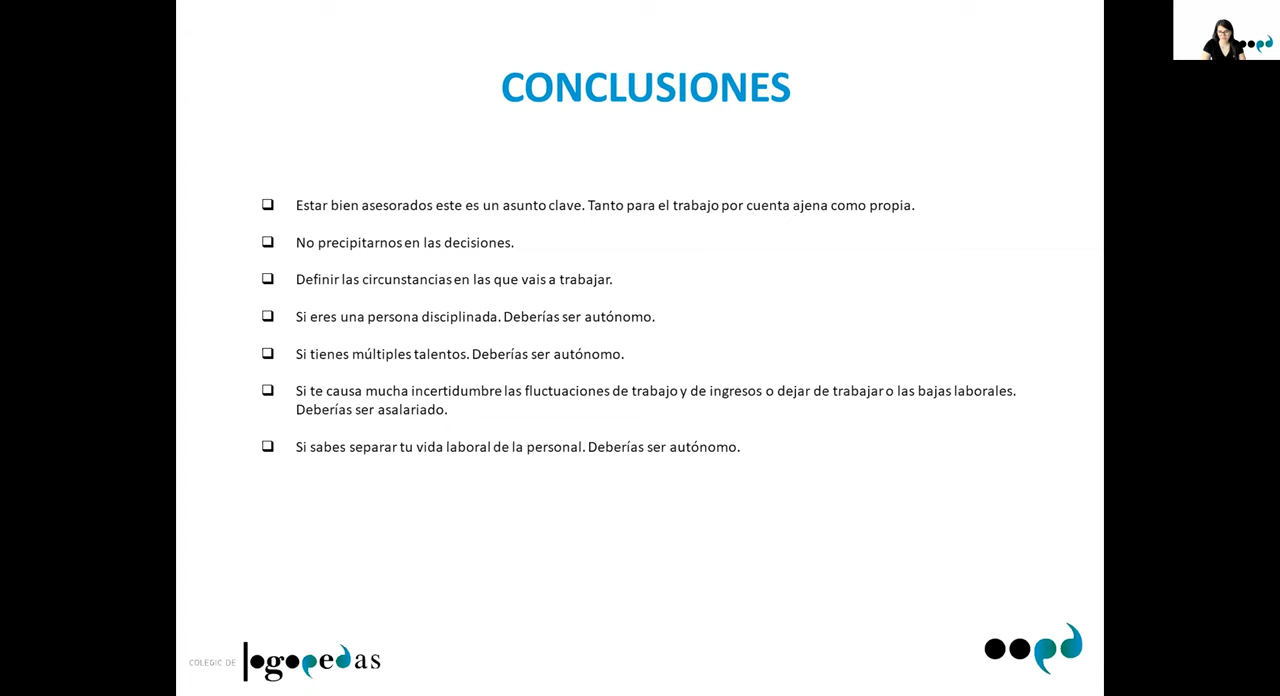 CONCLUSIONES
Estar bien asesorados este es un asunto clave. Tanto para el trabajo por cuenta ajena como propia.
No precipitarnos en las decisiones.
Definir las circunstancias en las que vais a trabajar.
Si eres una persona disciplinada. Deberías ser autónomo.
Si tienes múltiples talentos. Deberías ser autónomo.
Si te causa mucha incertidumbre las fluctuaciones de trabajo y de ingresos o dejar de trabajar o las bajas laborales.
Deberías ser asalariado.
Si sabes separar tu vida laboral de la personal. Deberías ser autónomo.
COLEGIC DE logopedas